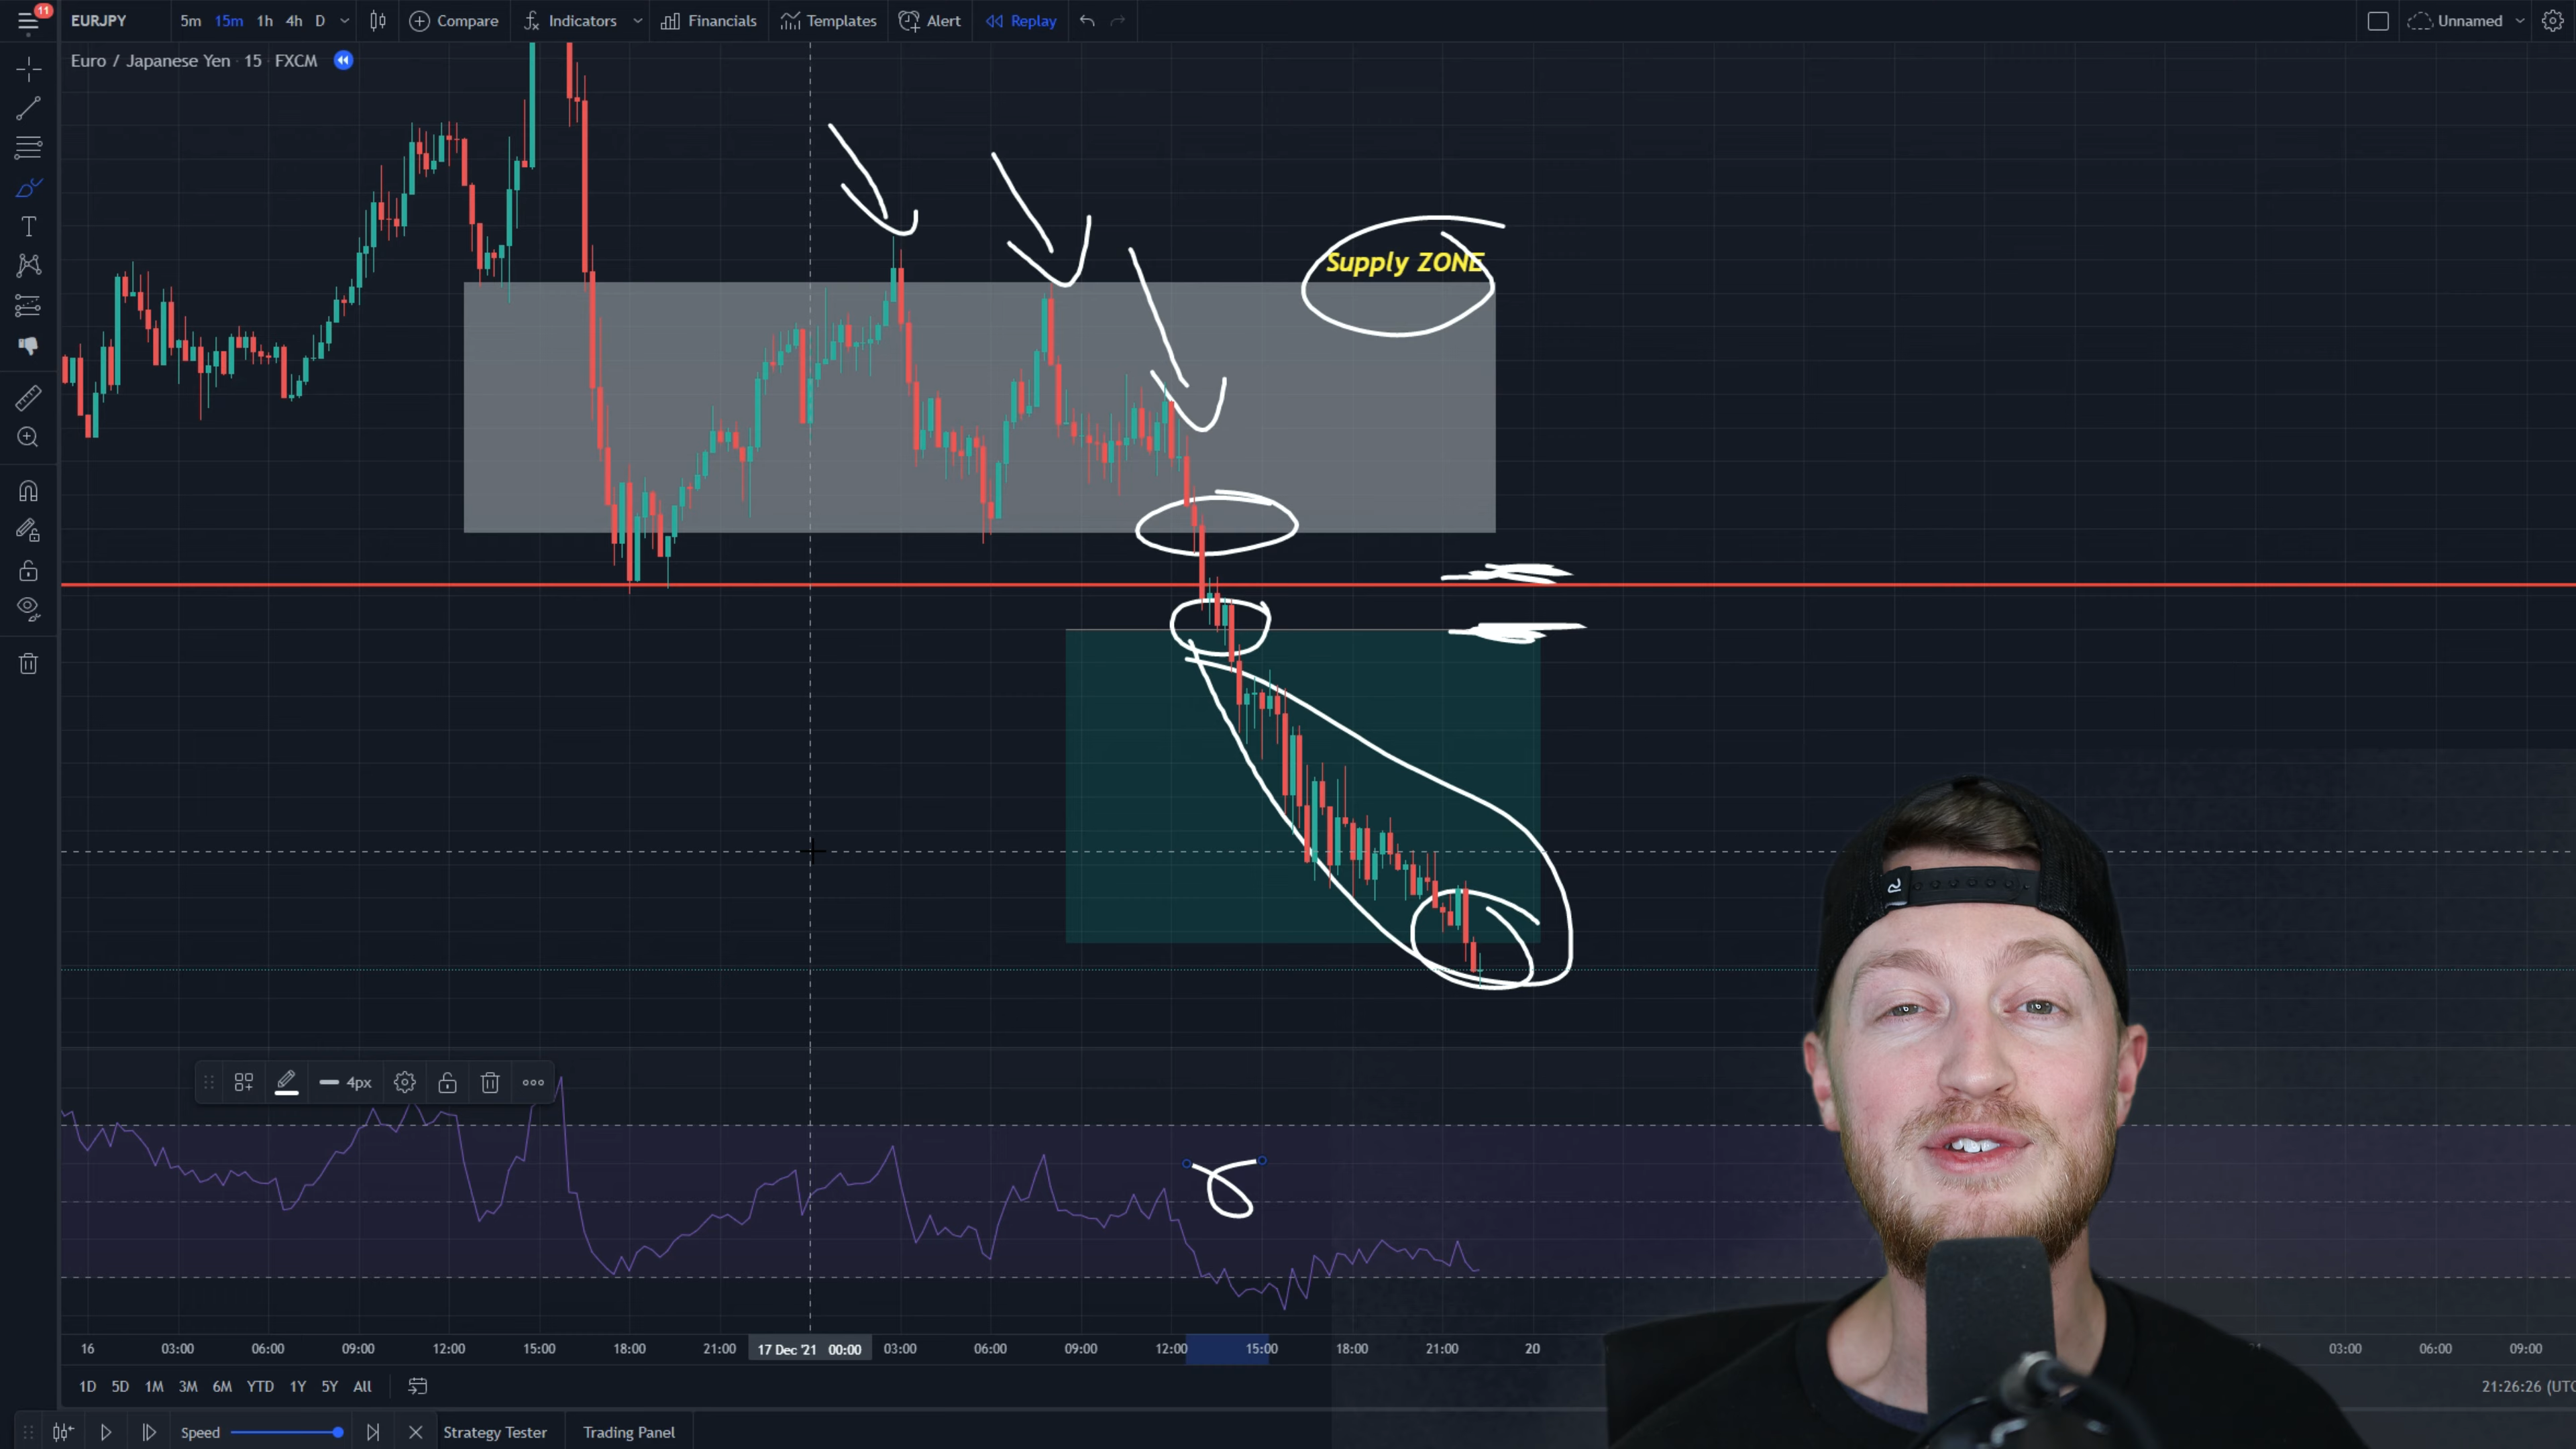 11
EURJPY 5m 15m 1h 4h D Compare Indicators Financials Templates Alert Replay Unnamed
Euro / Japanese Yen 15 FXCM
Supply ZONE
4px
16 03:00 06:00 09:00 12:00 15:00 18:00 21:00 17 Dec '21 00:00 03:00 06:00 09:00 12:00 15:00 18:00 21:00 20 03:00 06:00 09:00
1D 5D 1M 3M 6M YTD 1Y 5Y All 21:26:26 (UTC
Speed Strategy Tester Trading Panel